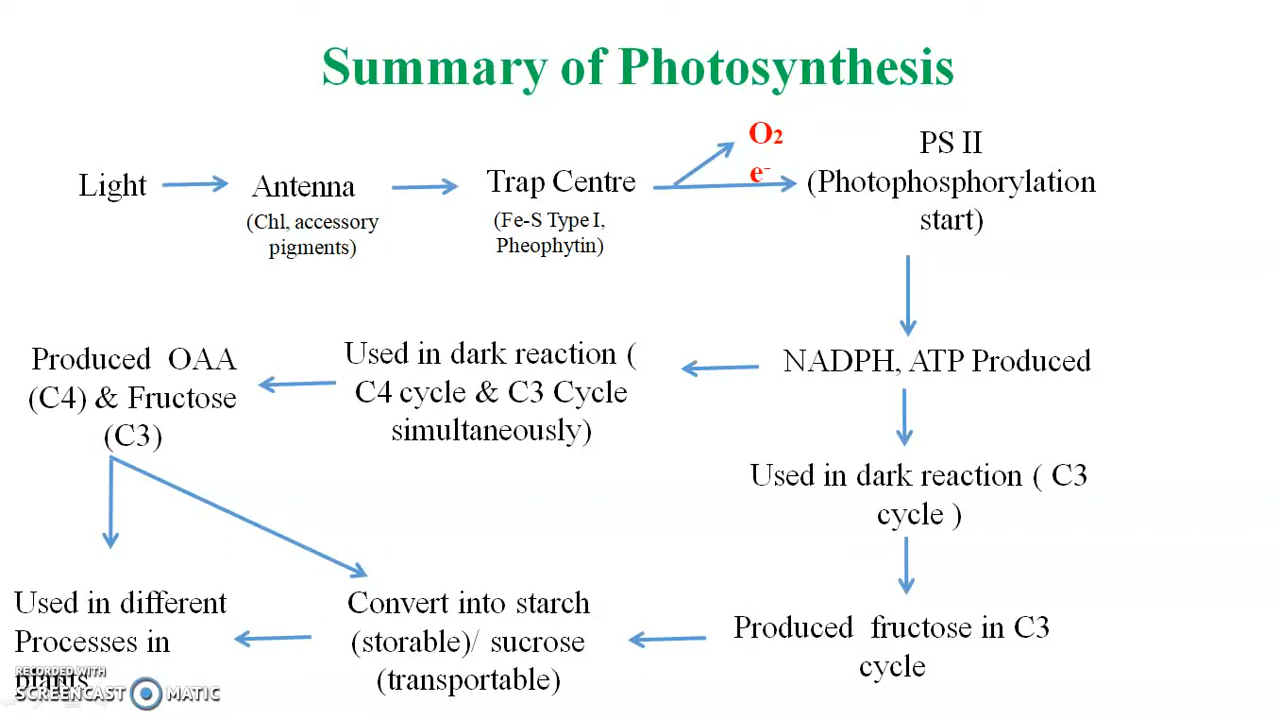 Summary of Photosynthesis
Light
Antenna
(Chl, accessory
pigments)
Trap Centre
(Fe-S Type I,
Pheophytin)
O₂
e⁻
PS II
(Photophosphorylation
start)
NADPH, ATP Produced
Used in dark reaction (
C4 cycle & C3 Cycle
simultaneously)
Produced OAA
(C4) & Fructose
(C3)
Used in dark reaction ( C3
cycle )
Produced fructose in C3
cycle
Convert into starch
(storable)/ sucrose
(transportable)
Used in different
Processes in
plants
RECORDED WITH
SCREENCAST MATIC